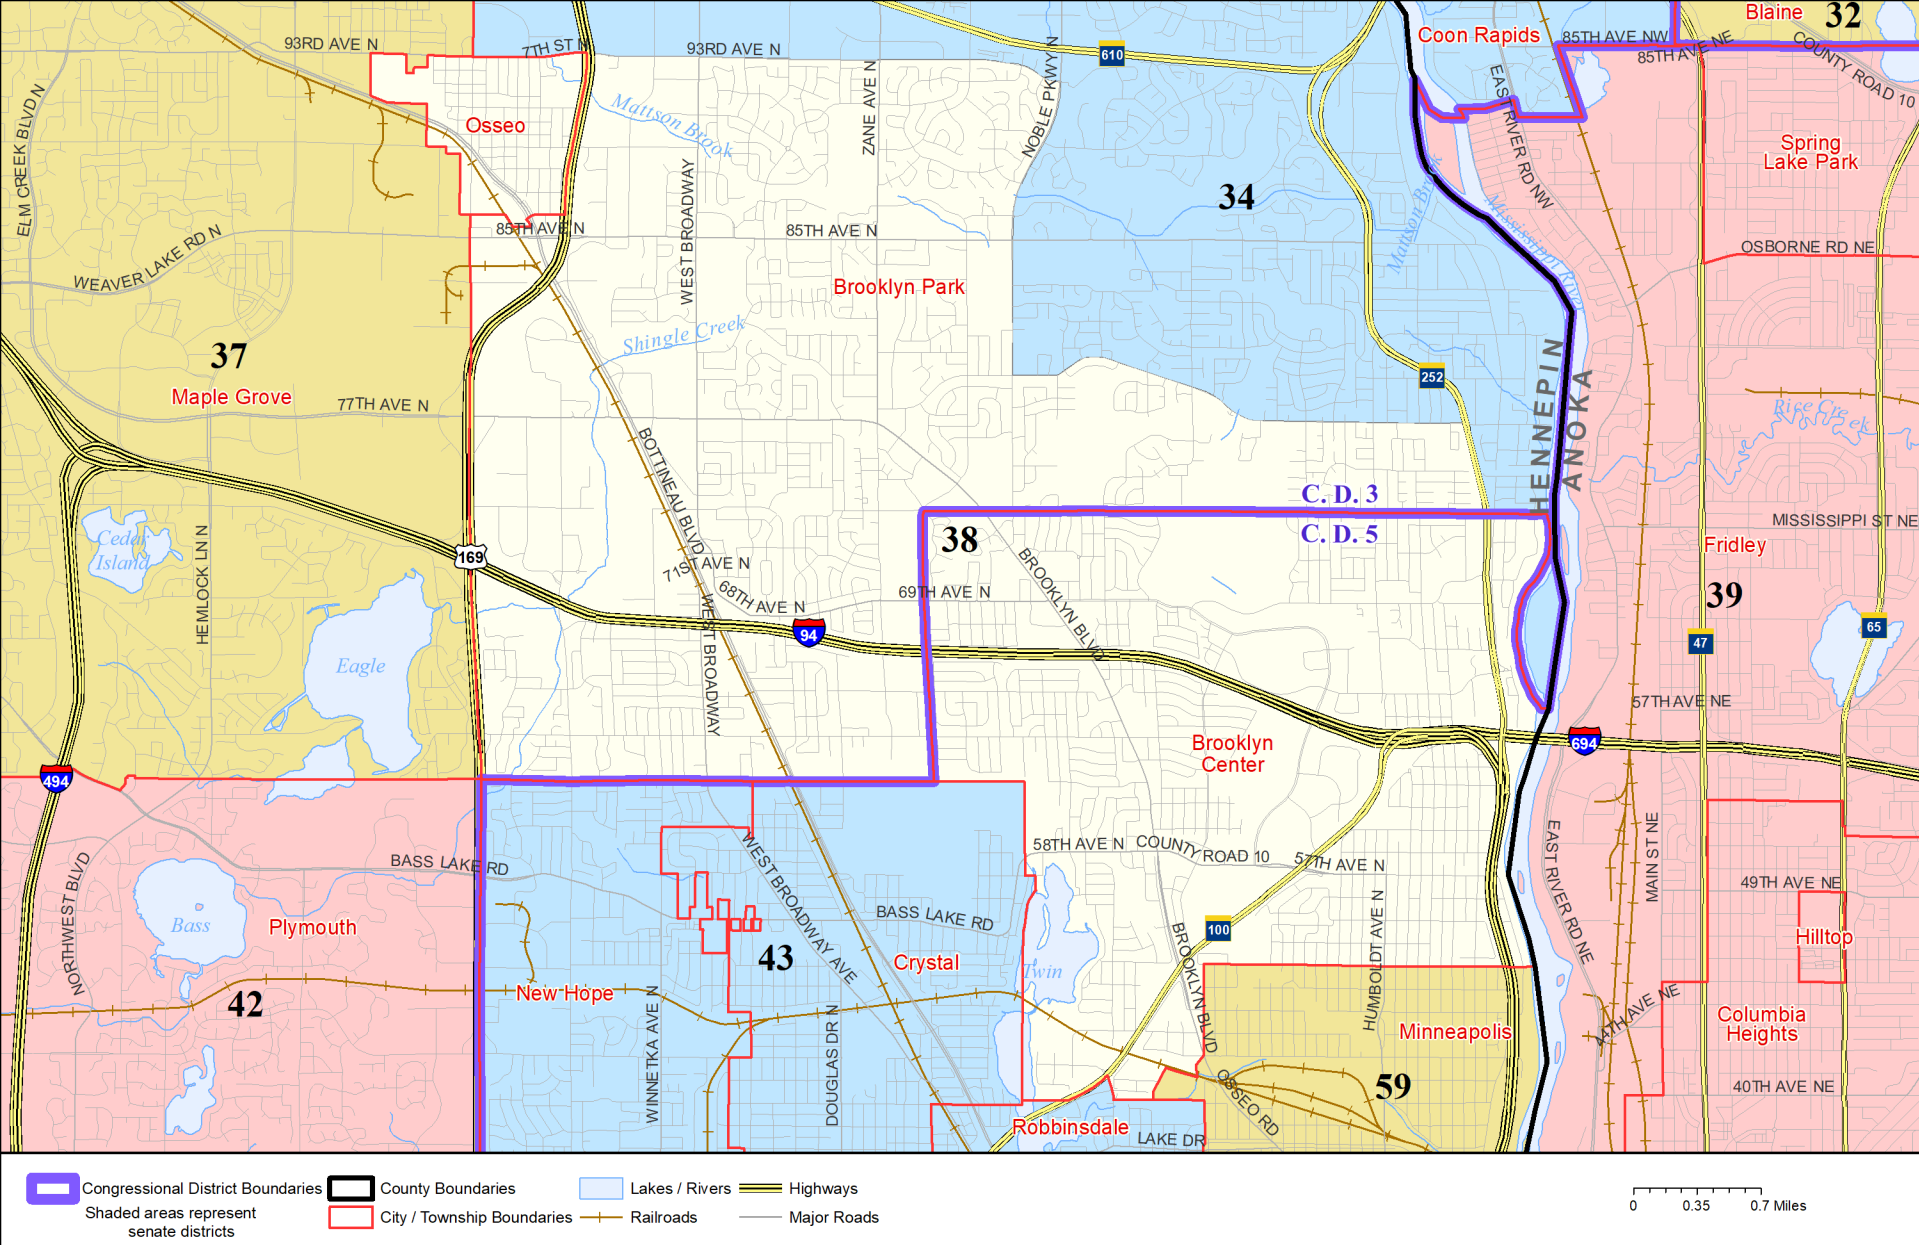 93RD AVE N
7TH ST N
93RD AVE N
610
Coon Rapids
85TH AVE NW
Blaine
32
85TH AVE NE
COUNTY ROAD 10
ELM CREEK BLVD N
Osseo
Mattson Brook
ZANE AVE N
NOBLE PKWY N
EAST RIVER RD NW
Spring
Lake Park
WEST BROADWAY
34
Mattson Brook
Mississippi River
85TH AVE N
85TH AVE N
OSBORNE RD NE
WEAVER LAKE RD N
Brooklyn Park
Shingle Creek
37
Maple Grove
77TH AVE N
252
HENNEPIN
ANOKA
Rice Creek
BOTTINEAU BLVD
C. D. 3
C. D. 5
38
MISSISSIPPI ST NE
Fridley
Cedar
Island
HEMLOCK LN N
169
71ST AVE N
68TH AVE N
69TH AVE N
BROOKLYN BLVD
39
94
47
65
Eagle
WEST BROADWAY
57TH AVE NE
Brooklyn
Center
694
494
NORTHWEST BLVD
BASS LAKE RD
WEST BROADWAY AVE
58TH AVE N
COUNTY ROAD 10
57TH AVE N
EAST RIVER RD NE
MAIN ST NE
49TH AVE NE
Bass
Plymouth
BASS LAKE RD
100
BROOKLYN BLVD
HUMBOLDT AVE N
Hilltop
43
Crystal
Twin
42
New Hope
WINNETKA AVE N
DOUGLAS DR N
Minneapolis
44TH AVE NE
Columbia
Heights
59
OSSEO RD
40TH AVE NE
Robbinsdale
LAKE DR
Congressional District Boundaries
County Boundaries
Lakes / Rivers
Highways
Shaded areas represent
senate districts
City / Township Boundaries
Railroads
Major Roads
0 0.35 0.7 Miles